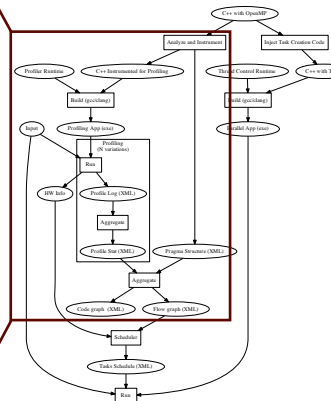 C++ with OpenMP
Analyze and Instrument
Inject Task Creation Code
Profiler Runtime
C++ Instrumented for Profiling
Thread Control Runtime
C++ with T
Build (gcc/clang)
Build (gcc/clang)
Input
Profiling App (exe)
Parallel App (exe)
Profiling
(N variations)
Run
HW Info
Profile Log (XML)
Aggregate
Profile Stat (XML)
Pragma Structure (XML)
Aggregate
Code graph (XML)
Flow graph (XML)
Scheduler
Tasks Schedule (XML)
Run